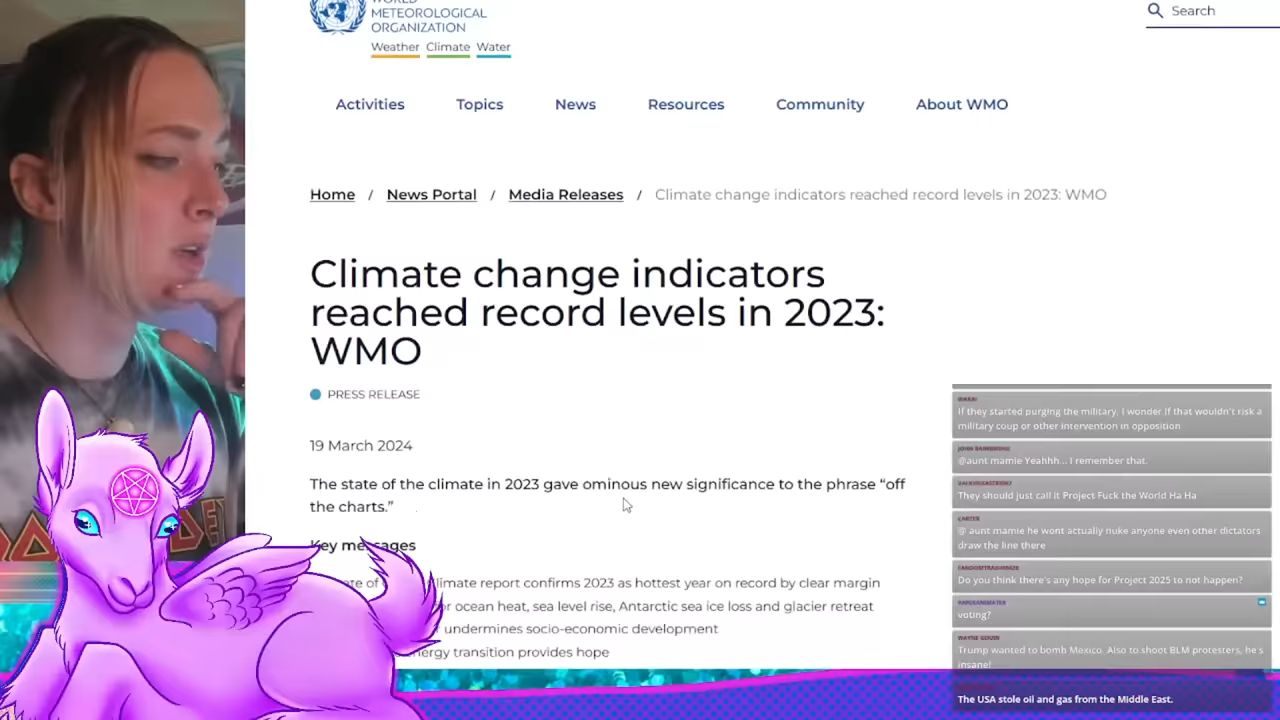 WORLD
METEOROLOGICAL
ORGANIZATION
Weather Climate Water
Search
Activities Topics News Resources Community About WMO
Home / News Portal / Media Releases / Climate change indicators reached record levels in 2023: WMO
Climate change indicators
reached record levels in 2023:
WMO
PRESS RELEASE
19 March 2024
The state of the climate in 2023 gave ominous new significance to the phrase “off
the charts.”
Key messages
climate report confirms 2023 as hottest year on record by clear margin
ocean heat, sea level rise, Antarctic sea ice loss and glacier retreat
undermines socio-economic development
transition provides hope
If they started purging the military, I wonder if that wouldn't risk a
military coup or other intervention in opposition
@aunt mamie Yeahhh... I remember that.
They should just call it Project Fuck the World Ha Ha
CARTER
@ aunt mamie he wont actually nuke anyone even other dictators
draw the line there
Do you think there's any hope for Project 2025 to not happen?
voting?
Trump wanted to bomb Mexico. Also to shoot BLM protesters, he's
insane!
The USA stole oil and gas from the Middle East.